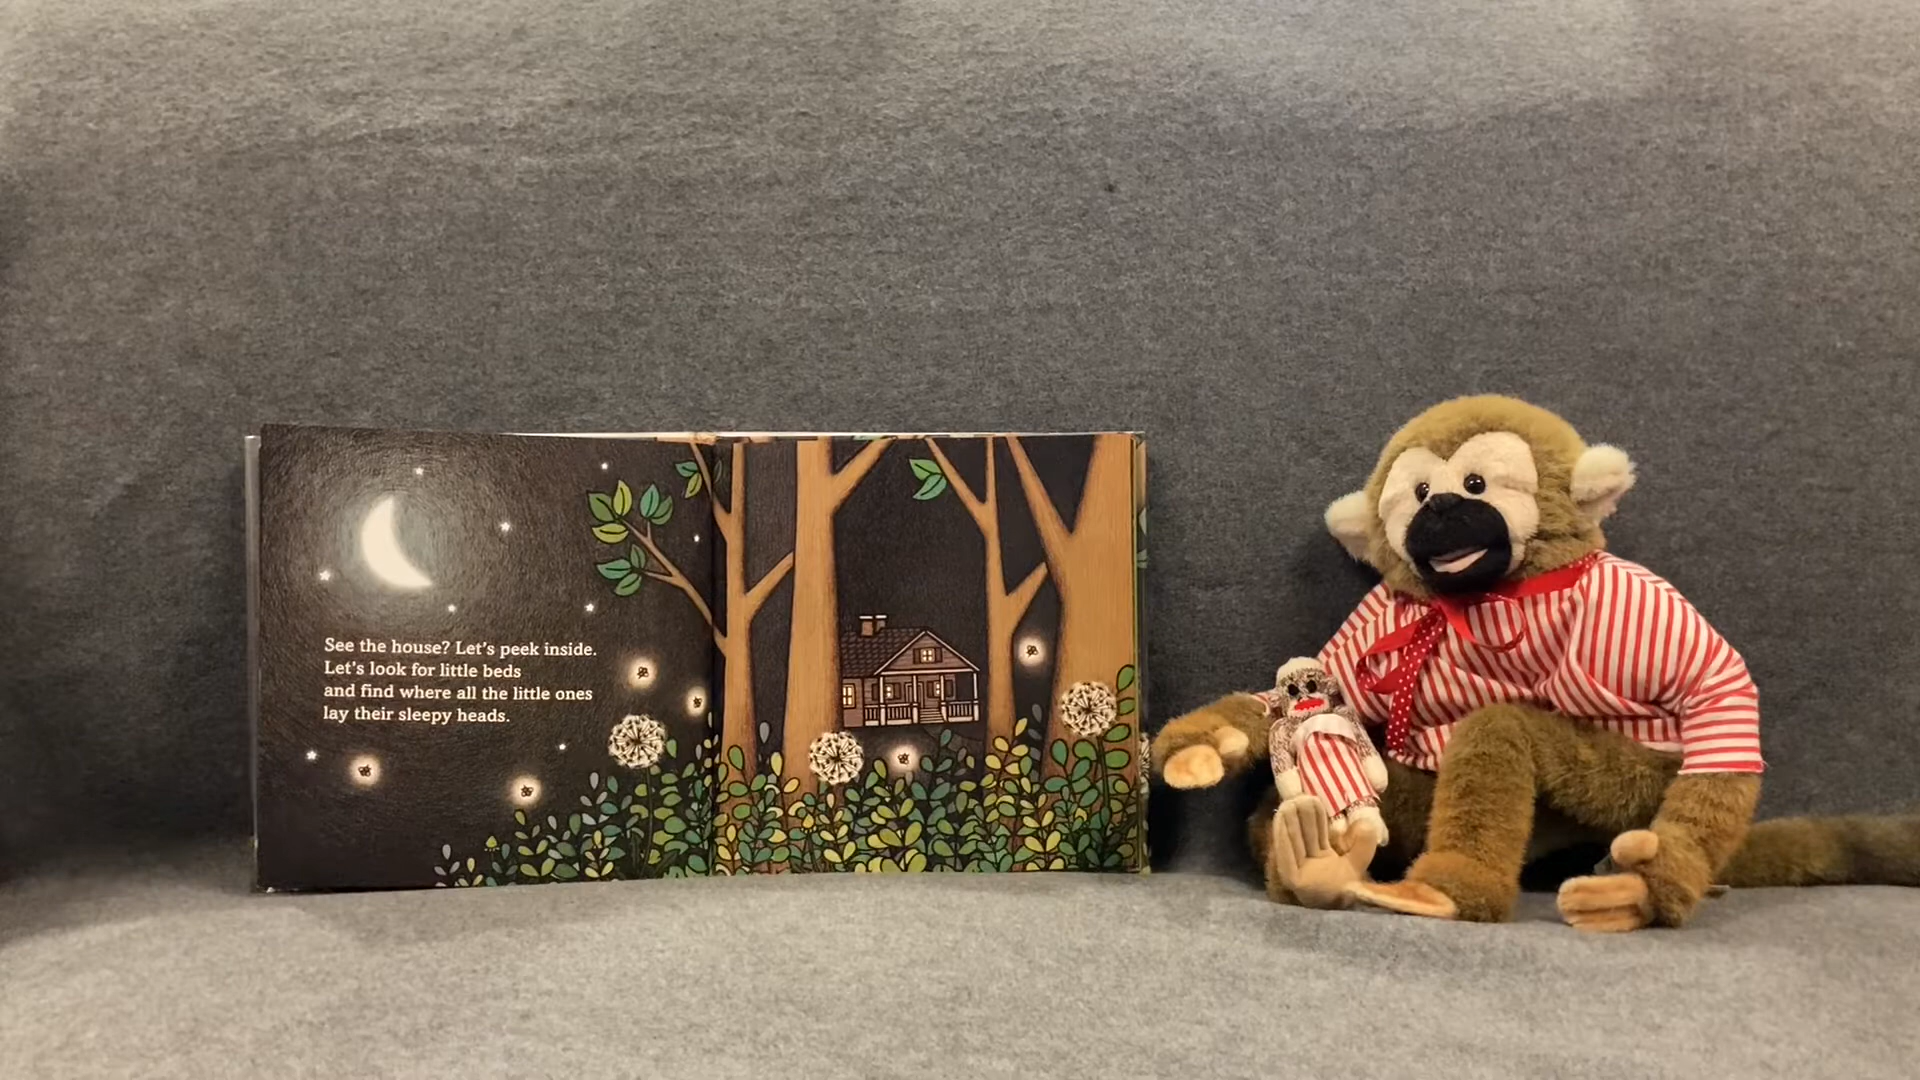 See the house? Let's peek inside.
Let's look for little beds
and find where all the little ones
lay their sleepy heads.